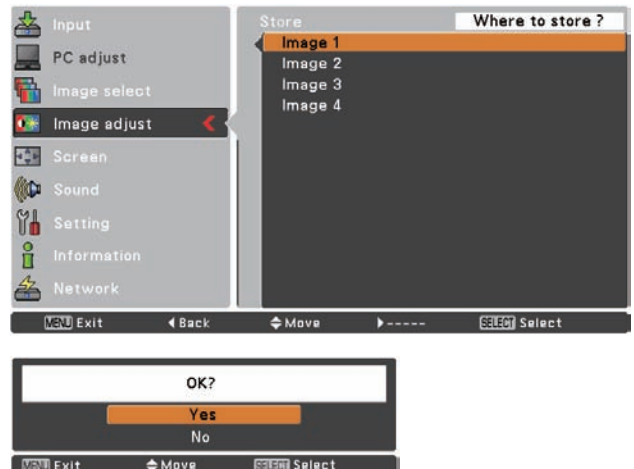 Input
PC adjust
Image select
Image adjust
Screen
Sound
Setting
Information
Network
Store
Where to store ?
Image 1
Image 2
Image 3
Image 4
MENU Exit
Back
Move
-----
SELECT Select
OK?
Yes
No
MENU Exit
Move
SELECT Select